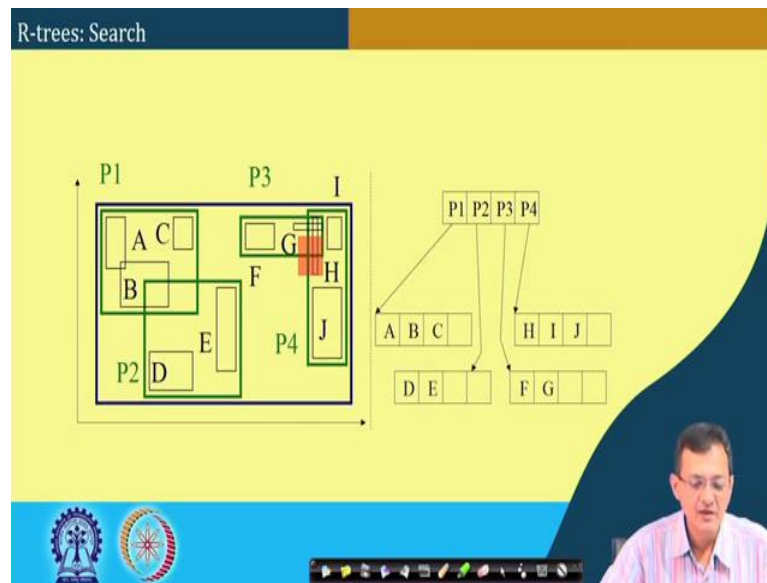 R-trees: Search
P1
P3
I
A
C
G
B
F
H
E
J
P2
D
P4
P1 P2 P3 P4
A B C
H I J
D E
F G